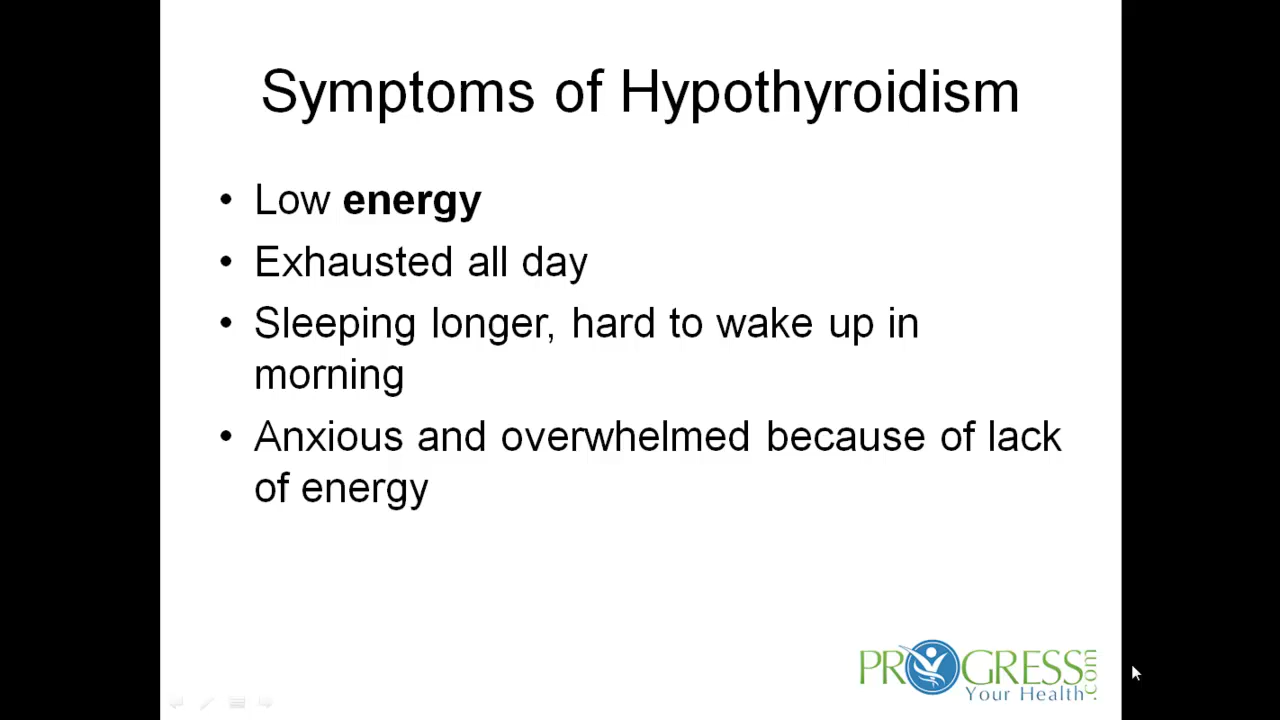 Symptoms of Hypothyroidism
• Low energy
• Exhausted all day
• Sleeping longer, hard to wake up in
morning
• Anxious and overwhelmed because of lack
of energy
PROGRESS
Your Health
.com